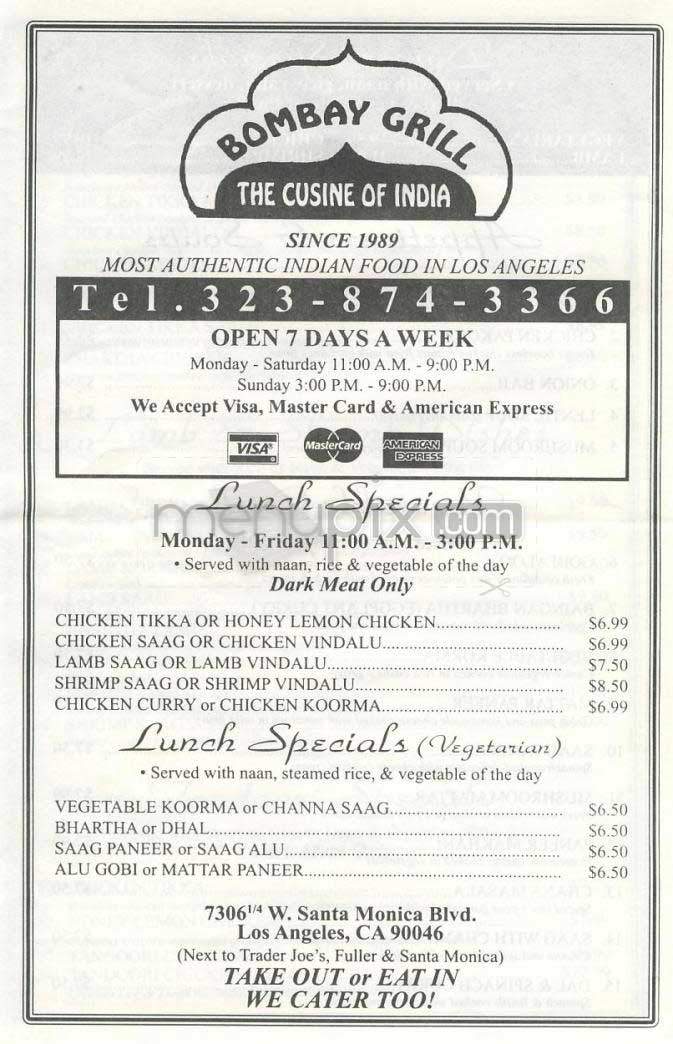 BOMBAY GRILL
THE CUSINE OF INDIA
SINCE 1989
MOST AUTHENTIC INDIAN FOOD IN LOS ANGELES
Tel. 323-874-3366
OPEN 7 DAYS A WEEK
Monday - Saturday 11:00 A.M. - 9:00 P.M.
Sunday 3:00 P.M. - 9:00 P.M.
We Accept Visa, Master Card & American Express
VISA MasterCard AMERICAN EXPRESS
Lunch Specials
menupix.com
Monday - Friday 11:00 A.M. - 3:00 P.M.
• Served with naan, rice & vegetable of the day
Dark Meat Only
CHICKEN TIKKA OR HONEY LEMON CHICKEN................ $6.99
CHICKEN SAAG OR CHICKEN VINDALU................ $6.99
LAMB SAAG OR LAMB VINDALU................ $7.50
SHRIMP SAAG OR SHRIMP VINDALU................ $8.50
CHICKEN CURRY or CHICKEN KOORMA................ $6.99
Lunch Specials (Vegetarian)
• Served with naan, steamed rice, & vegetable of the day
VEGETABLE KOORMA or CHANNA SAAG................ $6.50
BHARTHA or DHAL................ $6.50
SAAG PANEER or SAAG ALU................ $6.50
ALU GOBI or MATTAR PANEER................ $6.50
7306 1/4 W. Santa Monica Blvd.
Los Angeles, CA 90046
(Next to Trader Joe's, Fuller & Santa Monica)
TAKE OUT or EAT IN
WE CATER TOO!